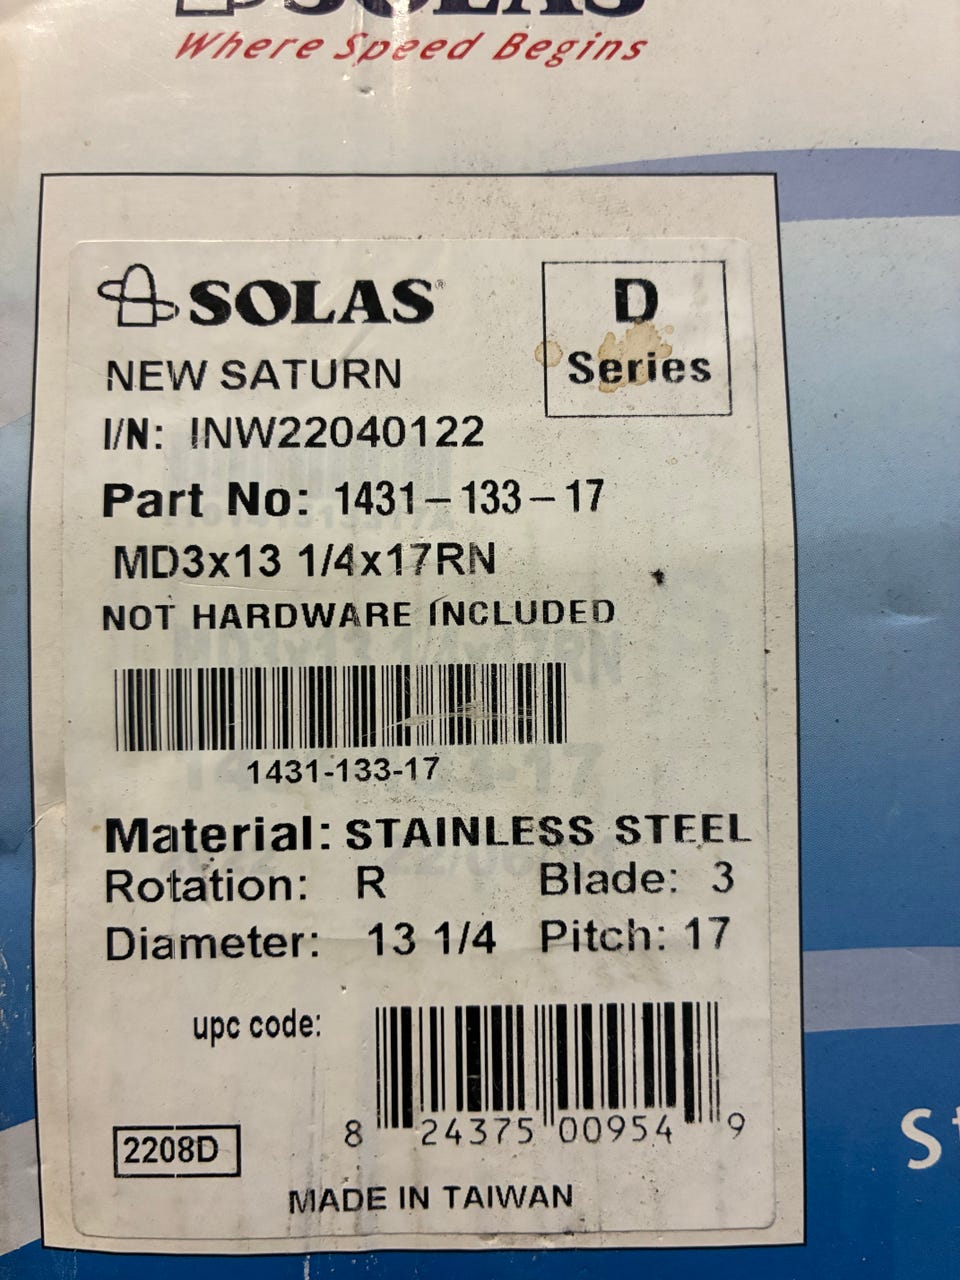 SOLAS
Where Speed Begins
SOLAS®
D
Series
NEW SATURN
I/N: INW22040122
Part No: 1431-133-17
MD3x13 1/4x17RN
NOT HARDWARE INCLUDED
1431-133-17
Material: STAINLESS STEEL
Rotation: R Blade: 3
Diameter: 13 1/4 Pitch: 17
upc code:
8 24375 00954 9
2208D
MADE IN TAIWAN